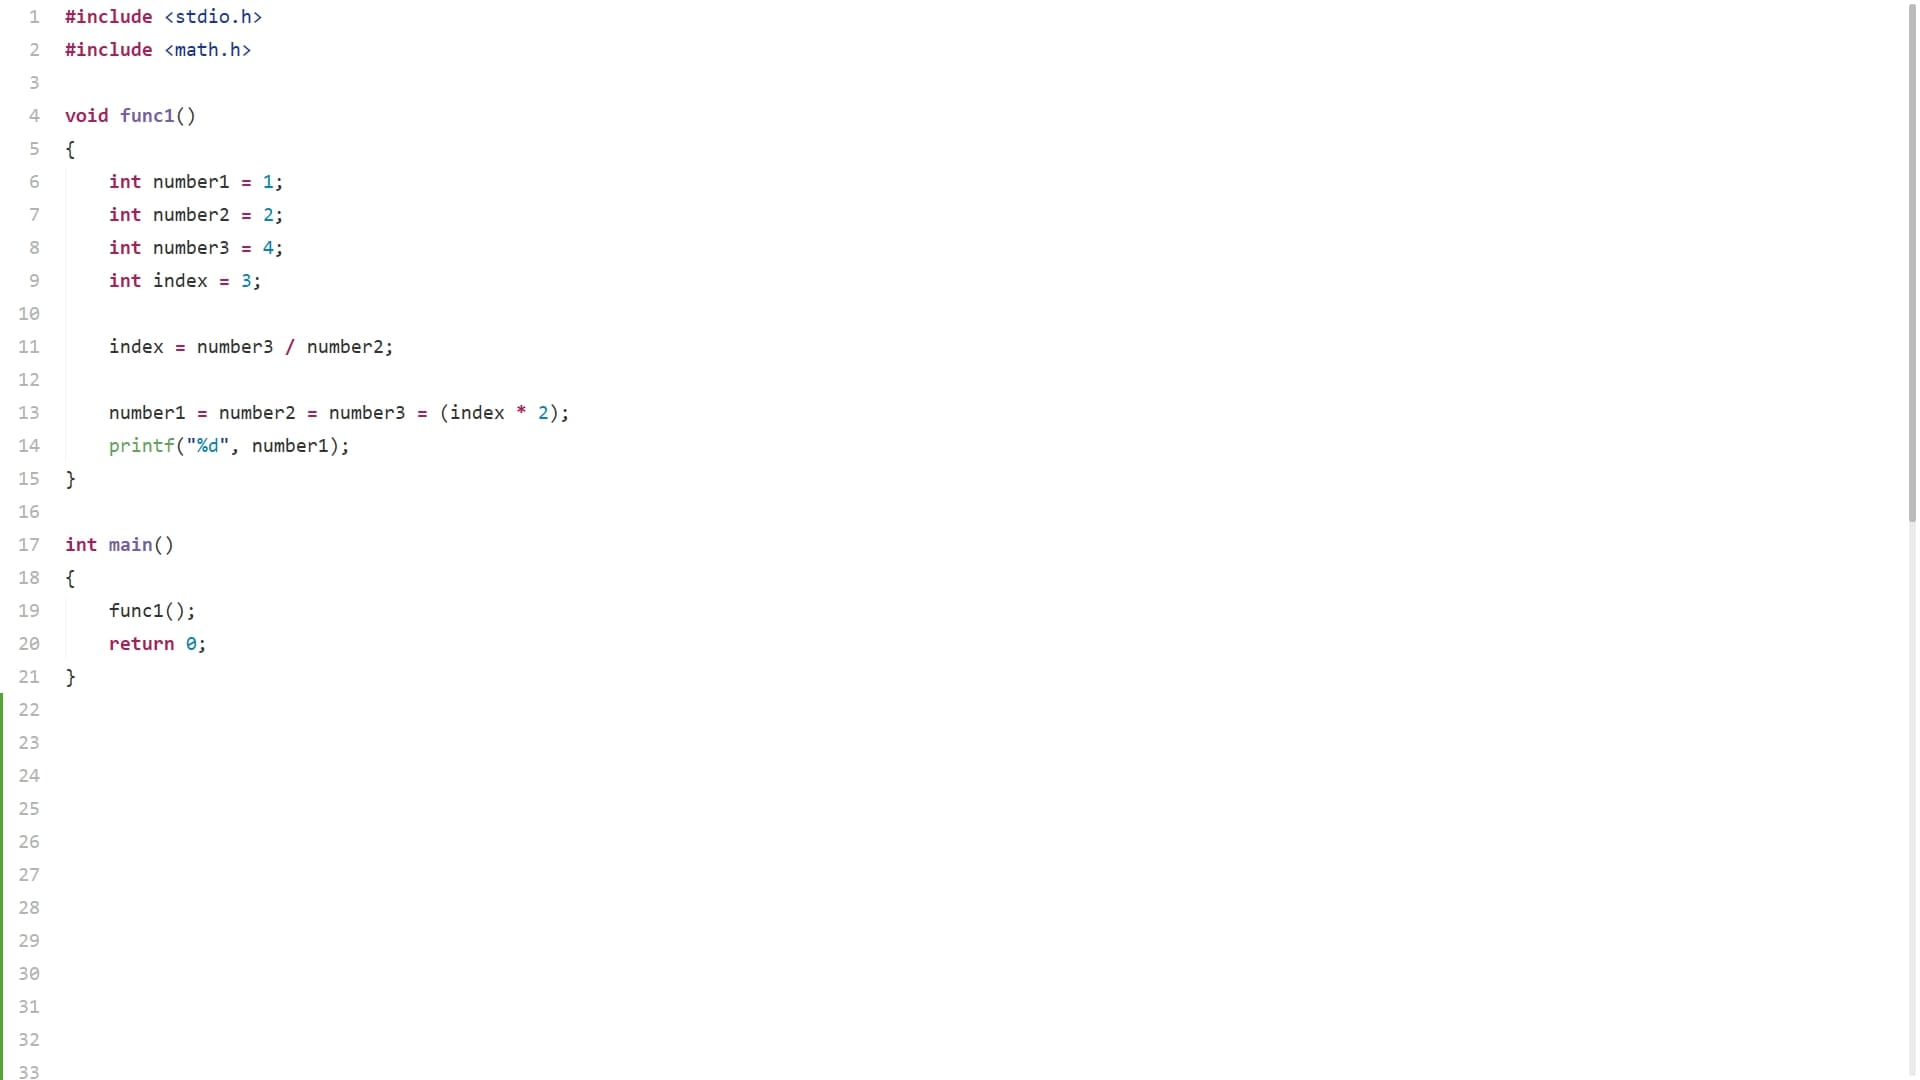 1 #include <stdio.h>
2 #include <math.h>
3
4 void func1()
5 {
6     int number1 = 1;
7     int number2 = 2;
8     int number3 = 4;
9     int index = 3;
10
11     index = number3 / number2;
12
13     number1 = number2 = number3 = (index * 2);
14     printf("%d", number1);
15 }
16
17 int main()
18 {
19     func1();
20     return 0;
21 }
22
23
24
25
26
27
28
29
30
31
32
33